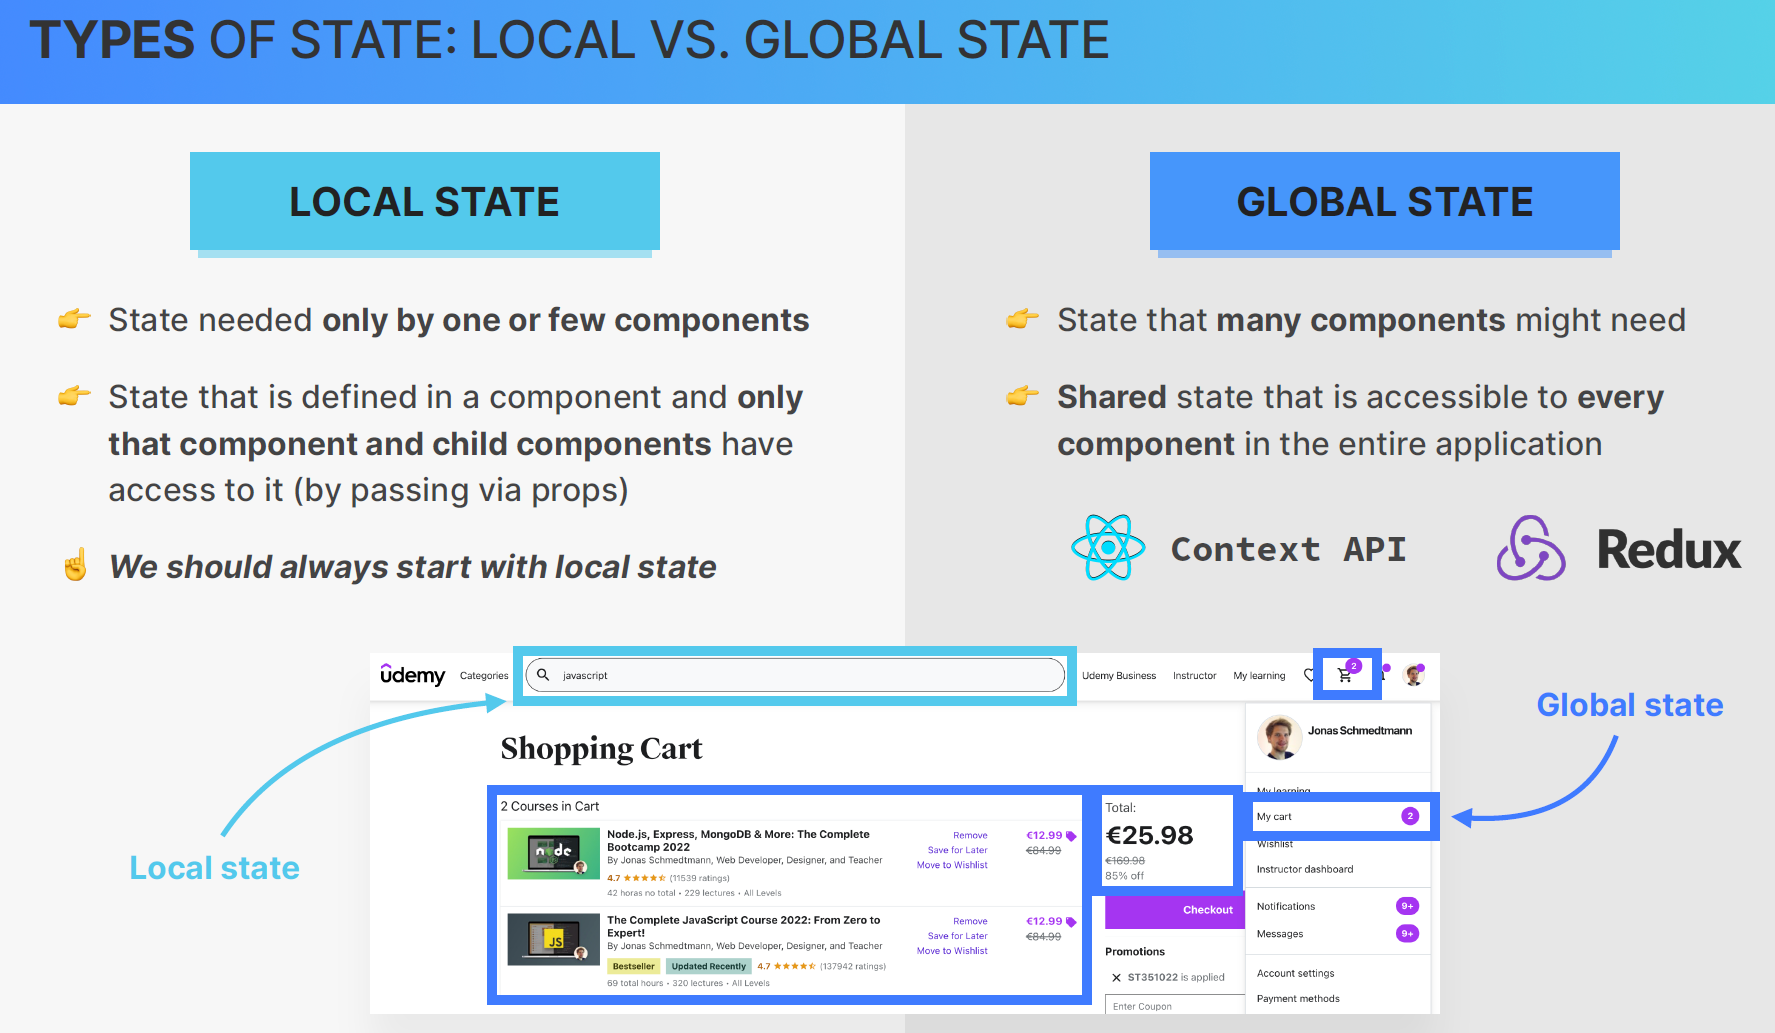 TYPES OF STATE: LOCAL VS. GLOBAL STATE
LOCAL STATE
👉 State needed only by one or few components
👉 State that is defined in a component and only
that component and child components have
access to it (by passing via props)
☝️ We should always start with local state
GLOBAL STATE
👉 State that many components might need
👉 Shared state that is accessible to every
component in the entire application
Context API
Redux
Local state
Global state
udemy Categories javascript Udemy Business Instructor My learning 2
Shopping Cart
2 Courses in Cart
Node.js, Express, MongoDB & More: The Complete
Bootcamp 2022
By Jonas Schmedtmann, Web Developer, Designer, and Teacher
4.7 ★★★★★ (11539 ratings)
42 horas no total • 229 lectures • All Levels
Remove
Save for Later
Move to Wishlist
€12.99
€84.99
node
The Complete JavaScript Course 2022: From Zero to
Expert!
By Jonas Schmedtmann, Web Developer, Designer, and Teacher
Bestseller Updated Recently 4.7 ★★★★★ (137942 ratings)
69 total hours • 320 lectures • All Levels
Remove
Save for Later
Move to Wishlist
€12.99
€84.99
JS
Total:
€25.98
€169.98
85% off
Checkout
Promotions
✕ ST351022 is applied
Enter Coupon
Jonas Schmedtmann
My learning
My cart 2
Wishlist
Instructor dashboard
Notifications 9+
Messages 9+
Account settings
Payment methods